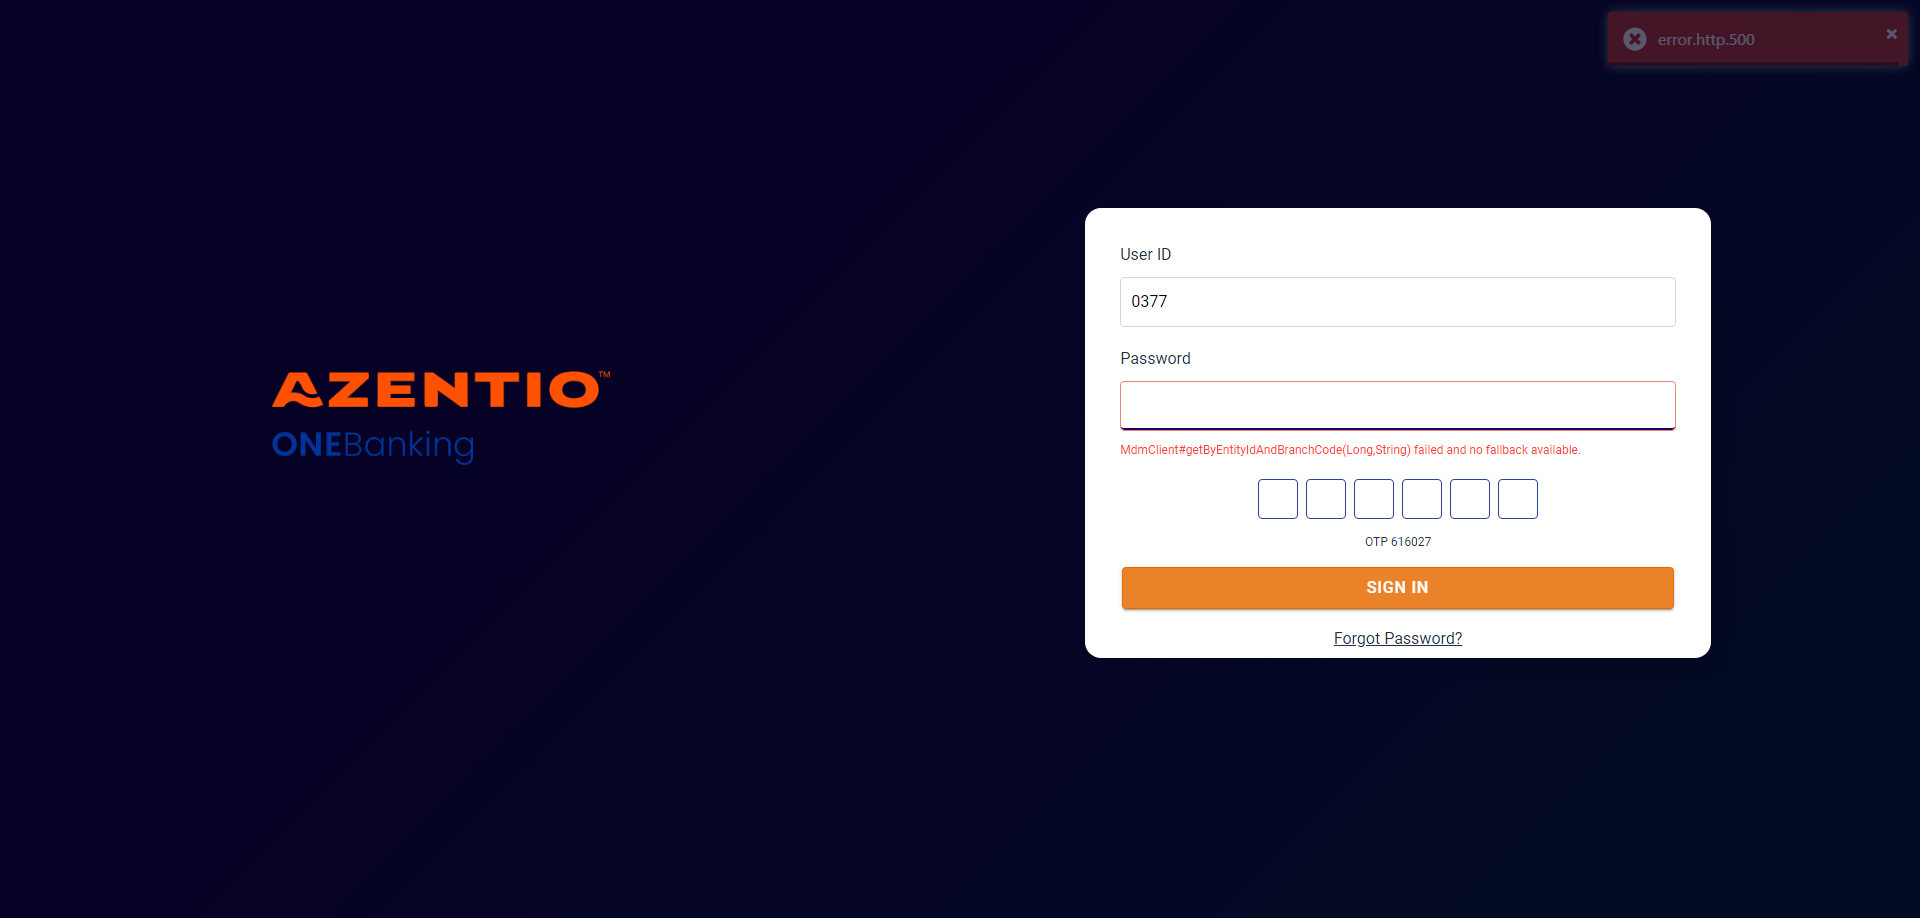 error.http.500
User ID
0377
Password
AZENTIO™
ONEBanking
MdmClient#getByEntityIdAndBranchCode(Long,String) failed and no fallback available.
OTP 616027
SIGN IN
Forgot Password?